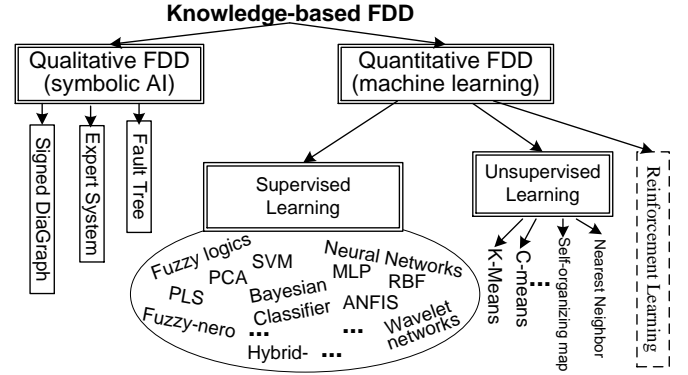 Knowledge-based FDD
Qualitative FDD
(symbolic AI)
Quantitative FDD
(machine learning)
Signed DiaGraph
Expert System
Fault Tree
Supervised
Learning
Unsupervised
Learning
Reinforcement Learning
Fuzzy logics
SVM
Neural Networks
PCA
MLP
RBF
PLS
Bayesian
Classifier
ANFIS
Fuzzy-nero
...
...
Wavelet
networks
Hybrid-
...
K-Means
C-means
...
Self-organizing map
Nearest Neighbor